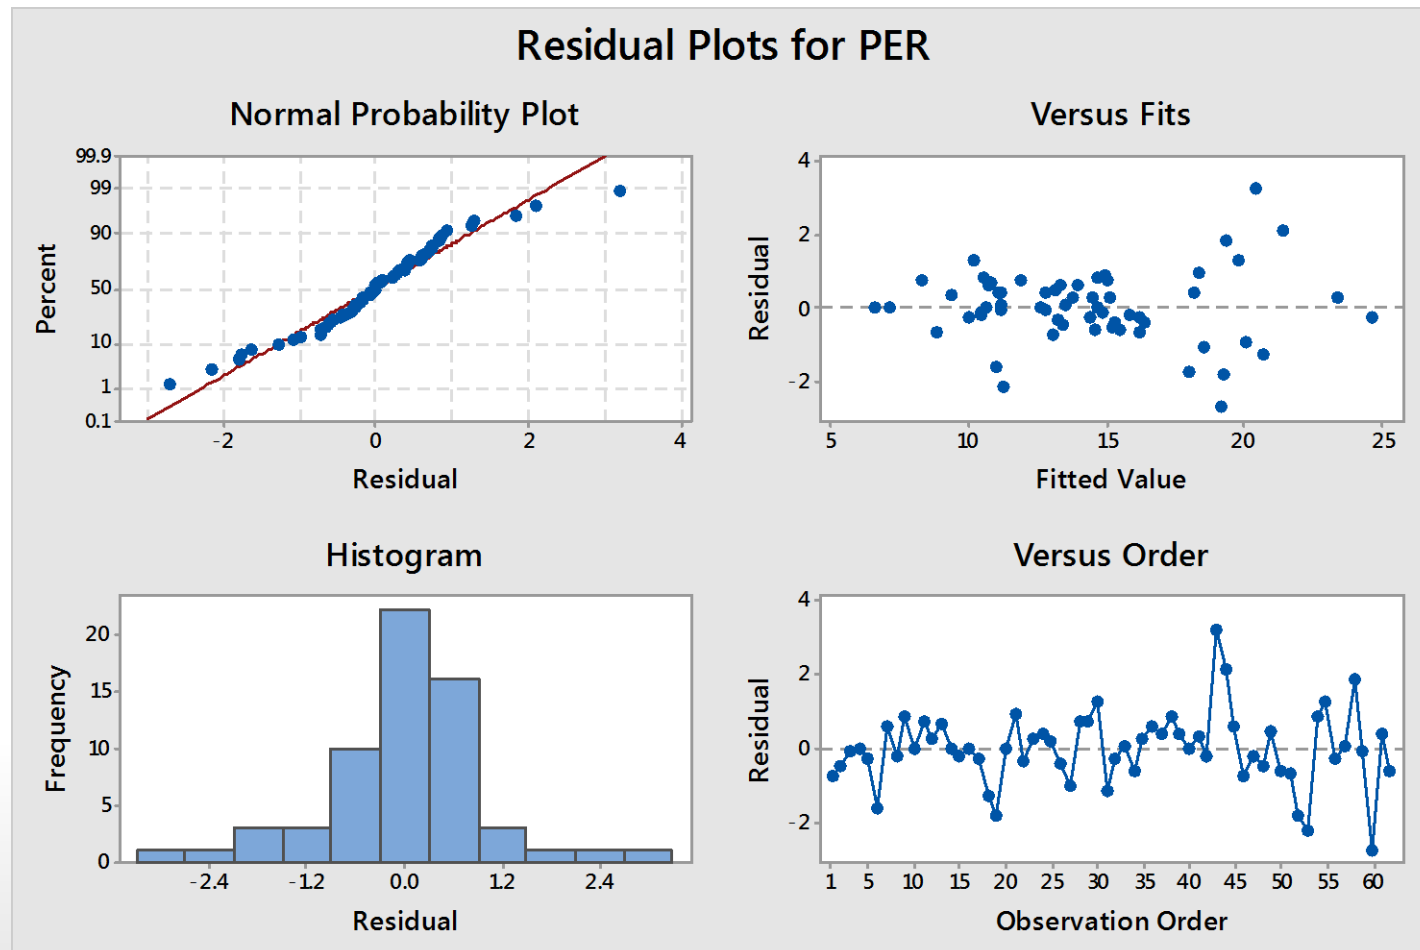 Residual Plots for PER
Normal Probability Plot
99.9
99
90
50
10
1
0.1
Percent
-2 0 2 4
Residual
Versus Fits
4
2
0
-2
Residual
5 10 15 20 25
Fitted Value
Histogram
20
15
10
5
0
Frequency
-2.4 -1.2 0.0 1.2 2.4
Residual
Versus Order
4
2
0
-2
Residual
1 5 10 15 20 25 30 35 40 45 50 55 60
Observation Order